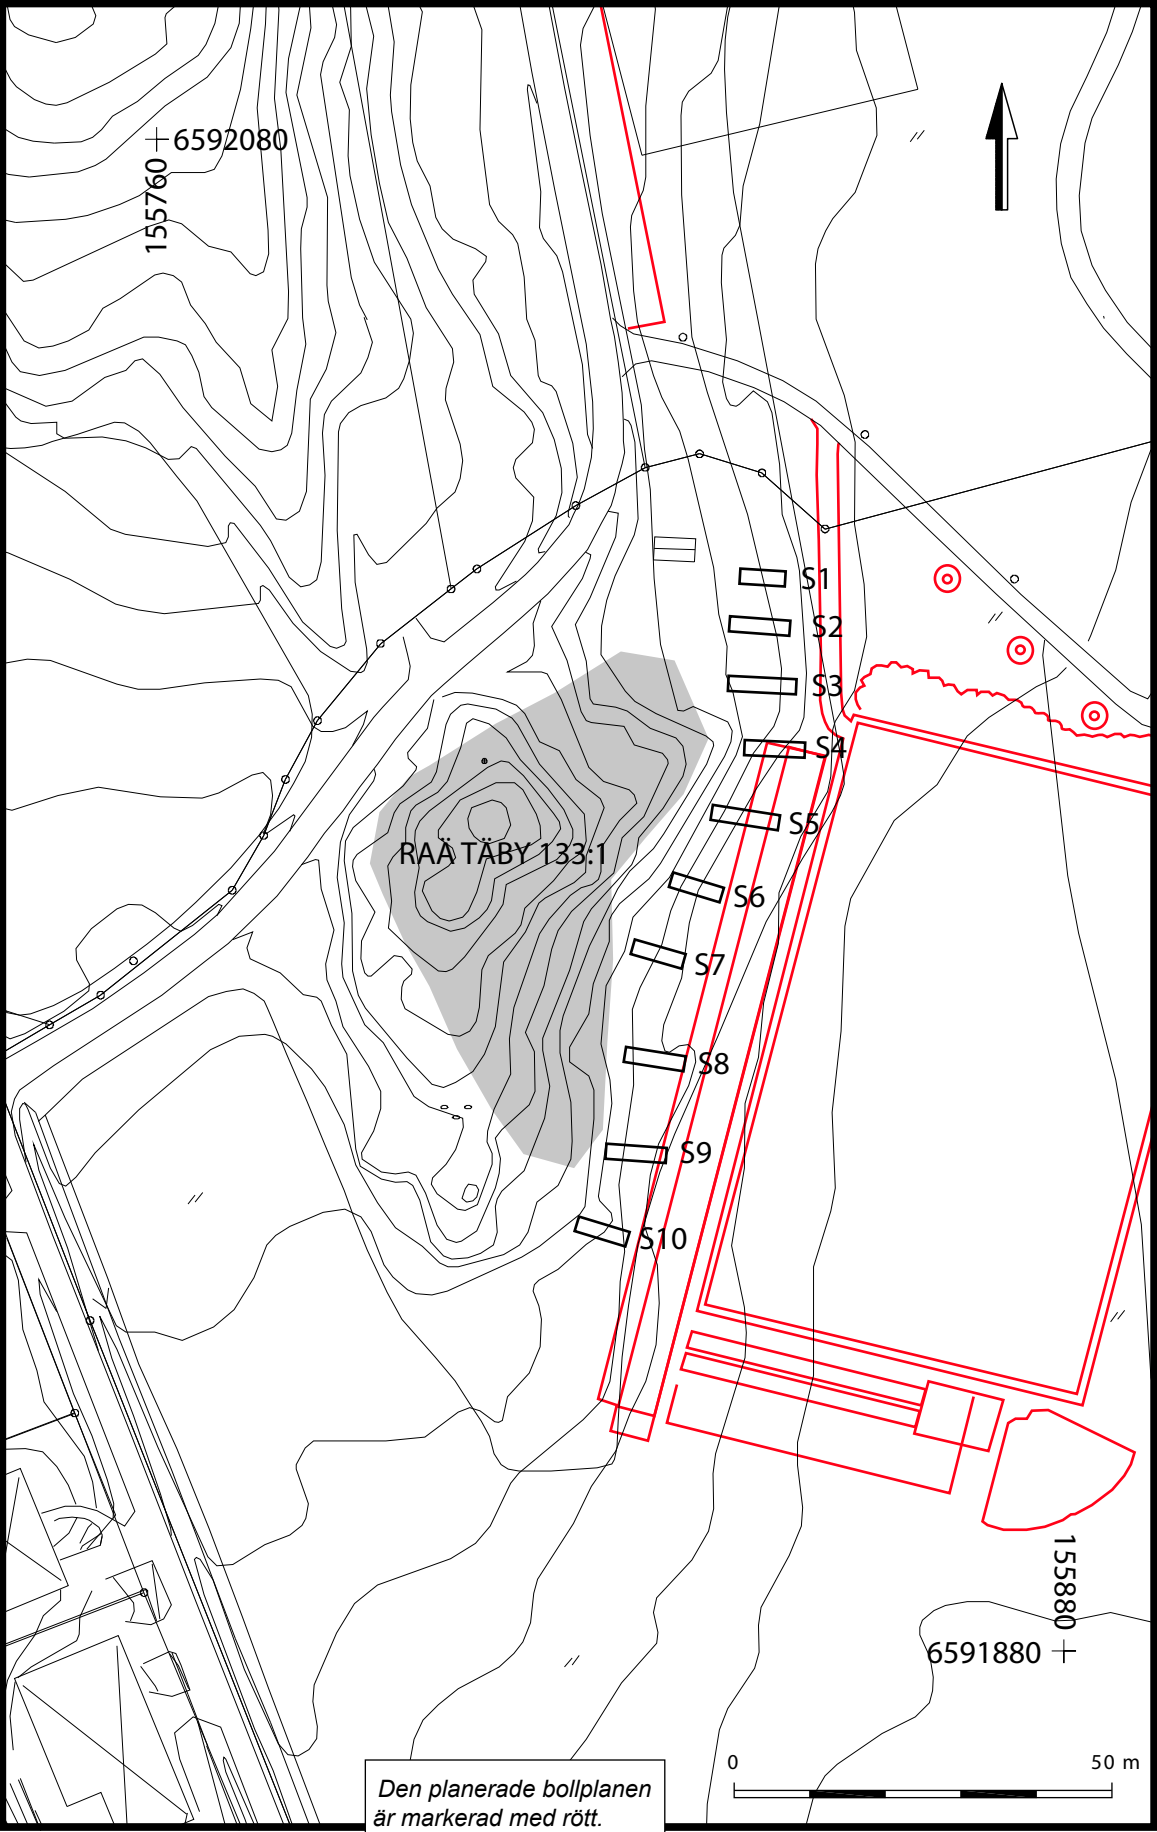 6592080
155760
S1
S2
S3
S4
S5
RAÄ TÄBY 133:1
S6
S7
S8
S9
S10
155880
6591880
0 50 m
Den planerade bollplanen
är markerad med rött.